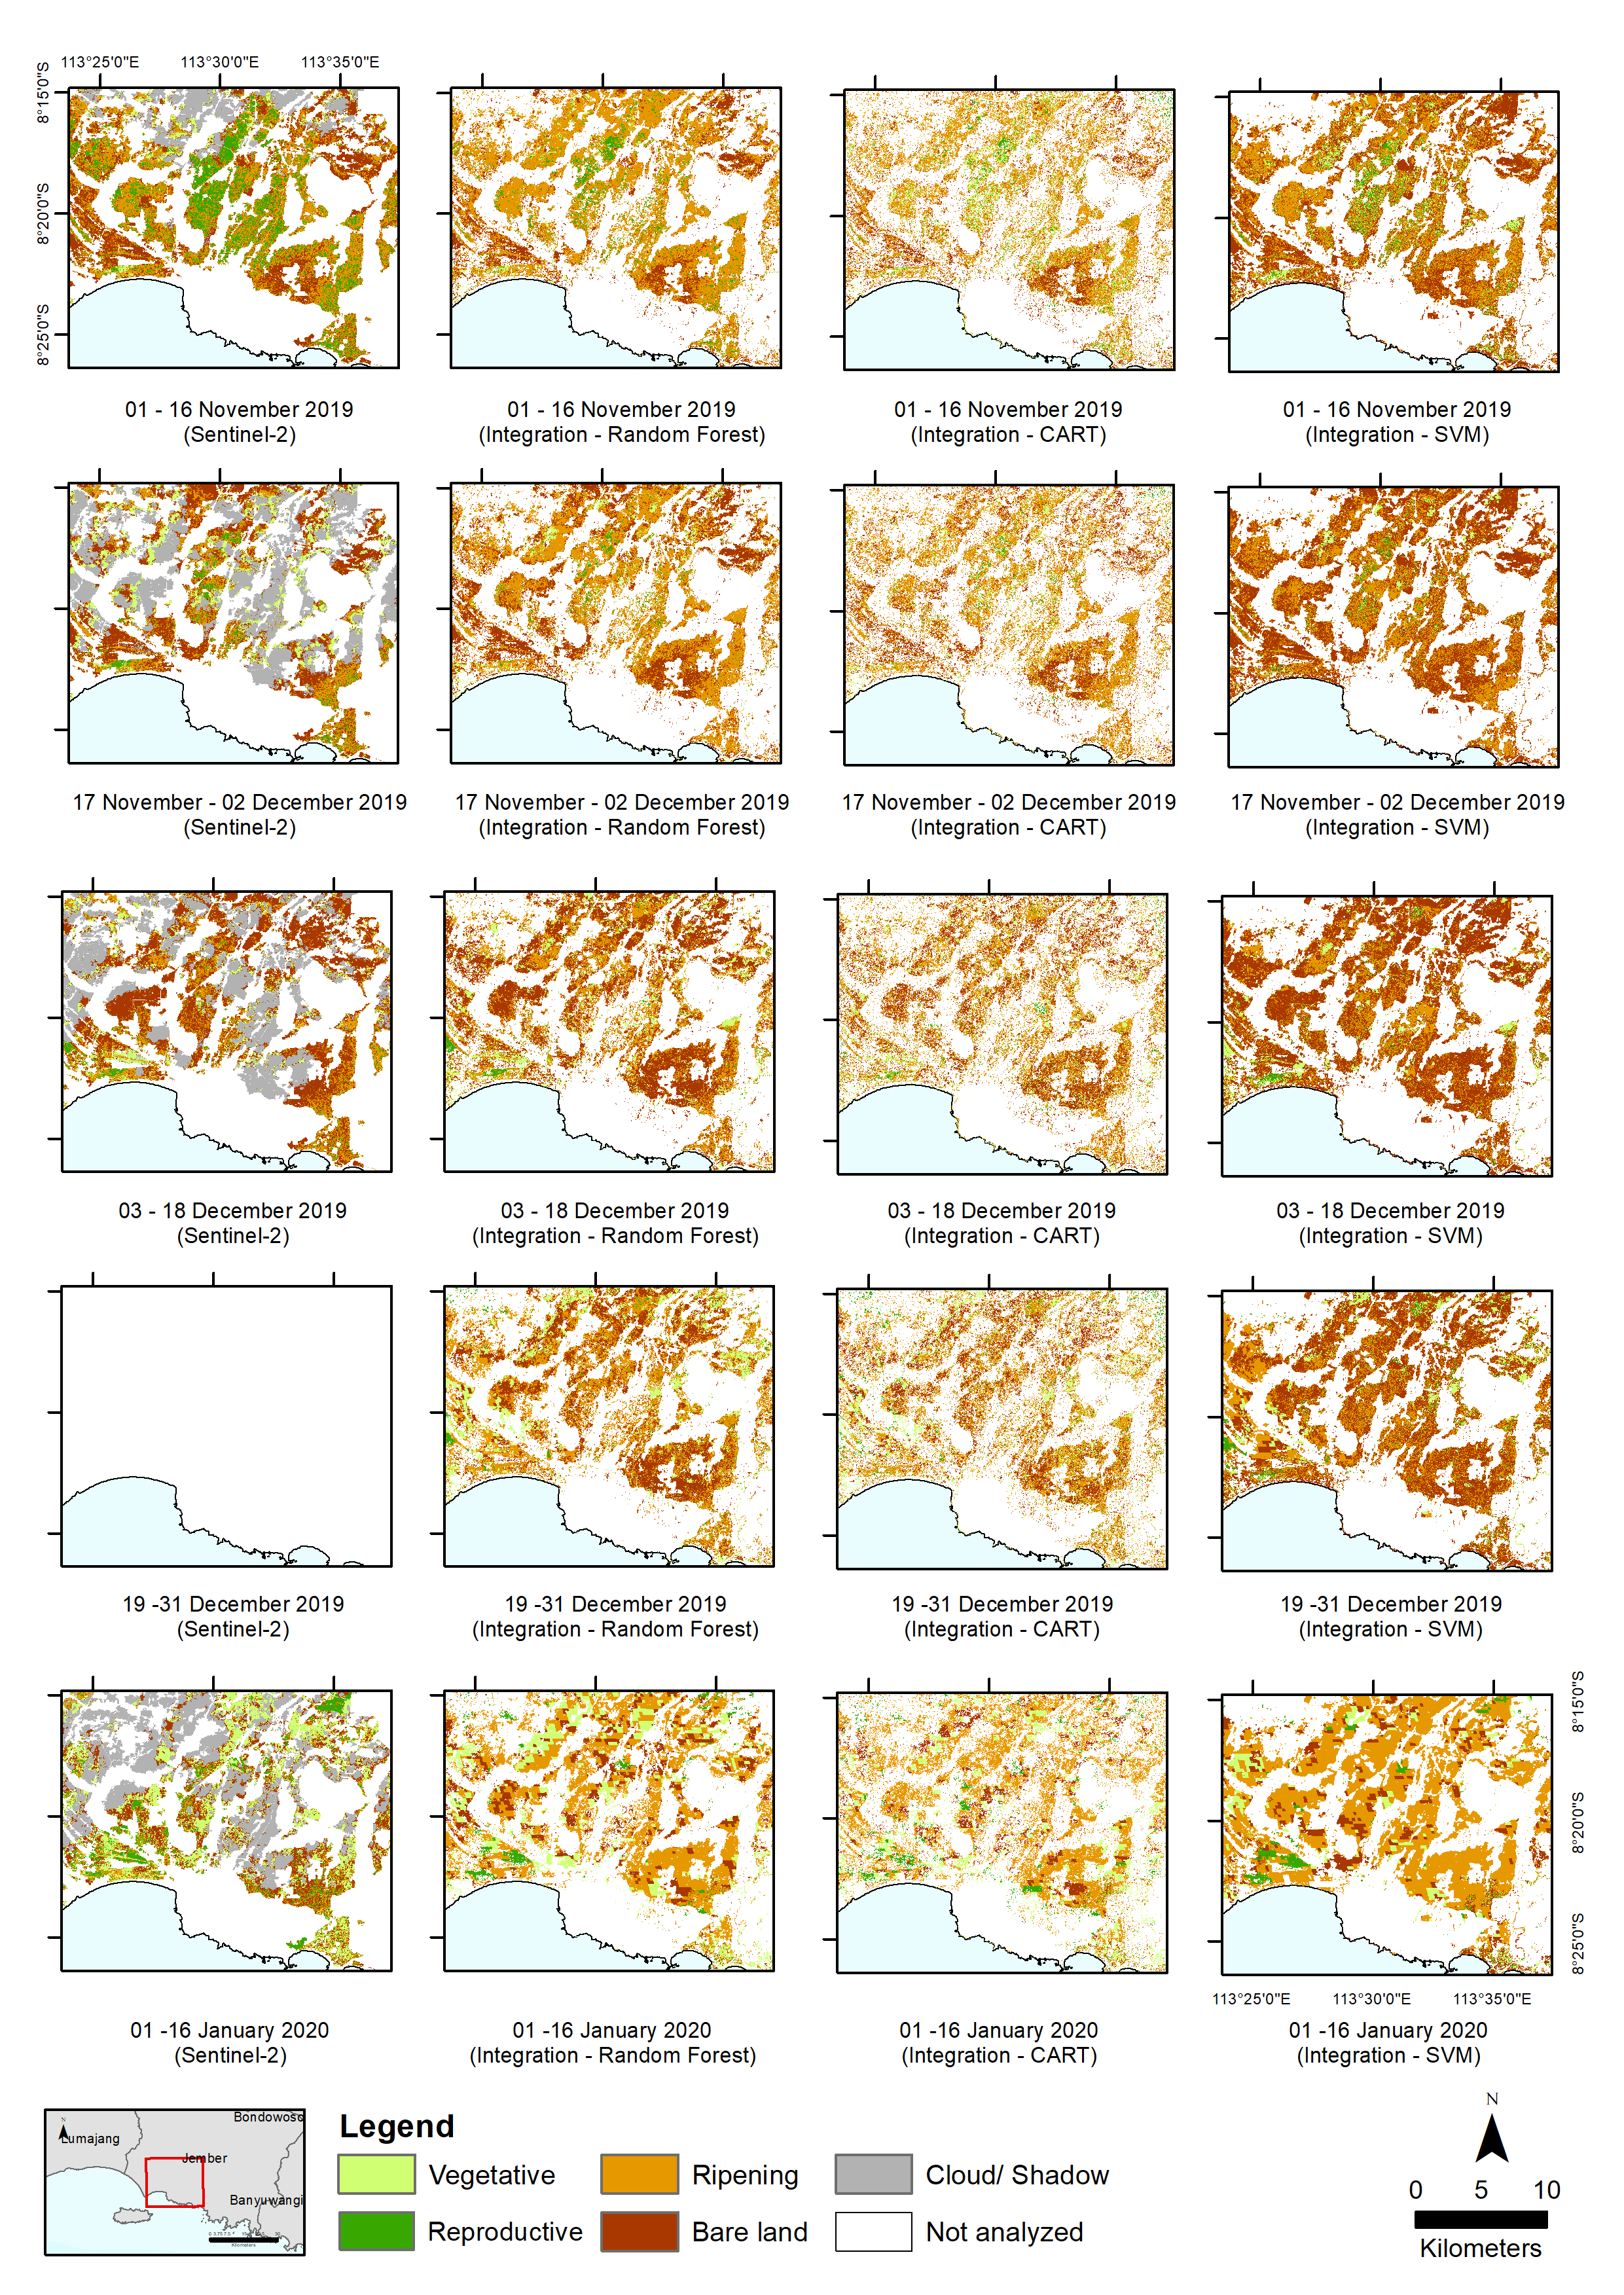 113°25'0"E 113°30'0"E 113°35'0"E
8°15'0"S
8°20'0"S
8°25'0"S
01 - 16 November 2019
(Sentinel-2)
01 - 16 November 2019
(Integration - Random Forest)
01 - 16 November 2019
(Integration - CART)
01 - 16 November 2019
(Integration - SVM)
17 November - 02 December 2019
(Sentinel-2)
17 November - 02 December 2019
(Integration - Random Forest)
17 November - 02 December 2019
(Integration - CART)
17 November - 02 December 2019
(Integration - SVM)
03 - 18 December 2019
(Sentinel-2)
03 - 18 December 2019
(Integration - Random Forest)
03 - 18 December 2019
(Integration - CART)
03 - 18 December 2019
(Integration - SVM)
19 -31 December 2019
(Sentinel-2)
19 -31 December 2019
(Integration - Random Forest)
19 -31 December 2019
(Integration - CART)
19 -31 December 2019
(Integration - SVM)
8°15'0"S
8°20'0"S
8°25'0"S
113°25'0"E 113°30'0"E 113°35'0"E
01 -16 January 2020
(Sentinel-2)
01 -16 January 2020
(Integration - Random Forest)
01 -16 January 2020
(Integration - CART)
01 -16 January 2020
(Integration - SVM)
N
Bondowoso
Lumajang
Jember
Banyuwangi
Kilometers
Legend
Vegetative
Ripening
Cloud/ Shadow
Reproductive
Bare land
Not analyzed
N
0 5 10
Kilometers